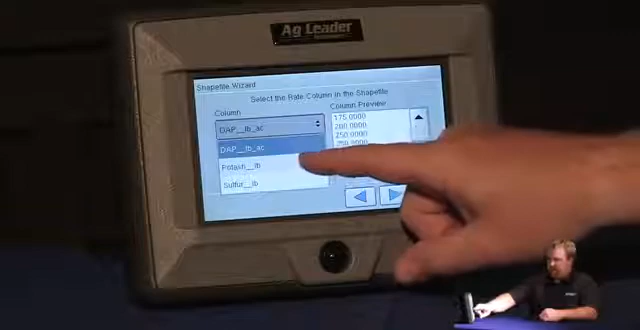 Ag Leader
Shapefile Wizard
Select the Rate Column in the Shapefile
Column
Column Preview
DAP__lb_ac
DAP__lb_ac
Potash__lb
Sulfur__lb
175.0000
200.0000
250.0000